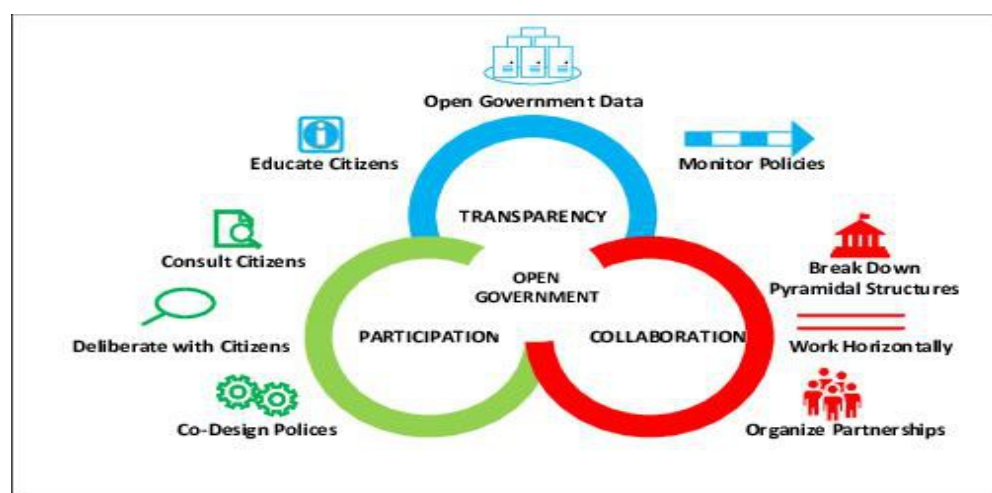 Open Government Data
Educate Citizens
Monitor Policies
TRANSPARENCY
Consult Citizens
Break Down
Pyramidal Structures
OPEN
GOVERNMENT
Deliberate with Citizens
PARTICIPATION
COLLABORATION
Work Horizontally
Co-Design Polices
Organize Partnerships